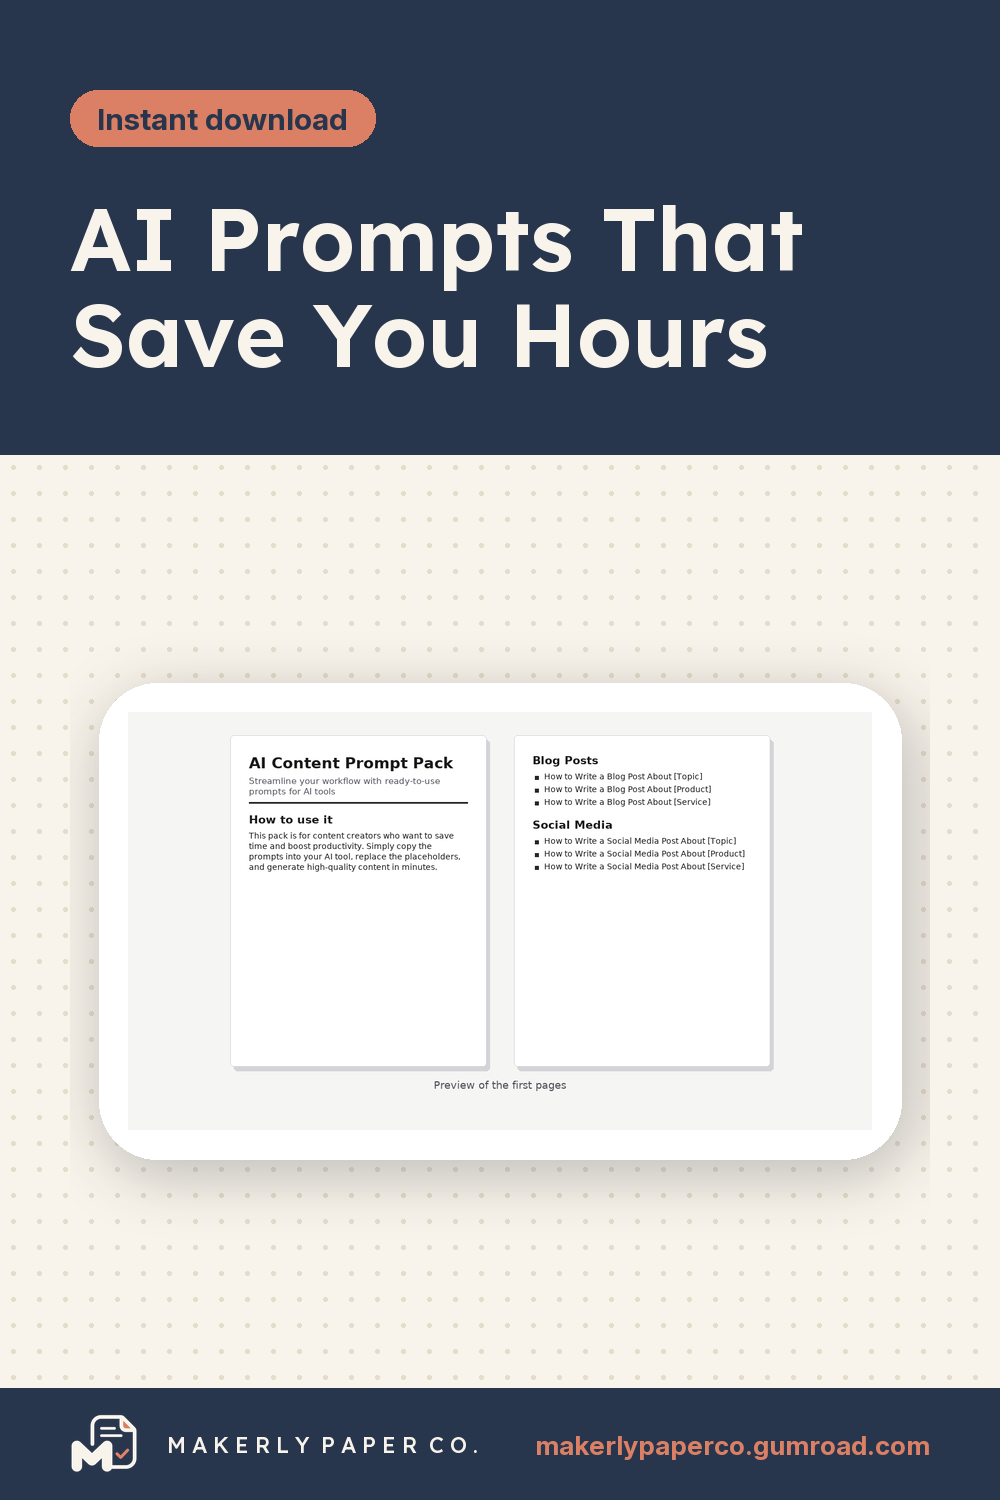 Instant download
AI Prompts That
Save You Hours
AI Content Prompt Pack
Streamline your workflow with ready-to-use
prompts for AI tools
How to use it
This pack is for content creators who want to save
time and boost productivity. Simply copy the
prompts into your AI tool, replace the placeholders,
and generate high-quality content in minutes.
Blog Posts
▪ How to Write a Blog Post About [Topic]
▪ How to Write a Blog Post About [Product]
▪ How to Write a Blog Post About [Service]
Social Media
▪ How to Write a Social Media Post About [Topic]
▪ How to Write a Social Media Post About [Product]
▪ How to Write a Social Media Post About [Service]
Preview of the first pages
M
MAKERLY PAPER CO.
makerlypaperco.gumroad.com